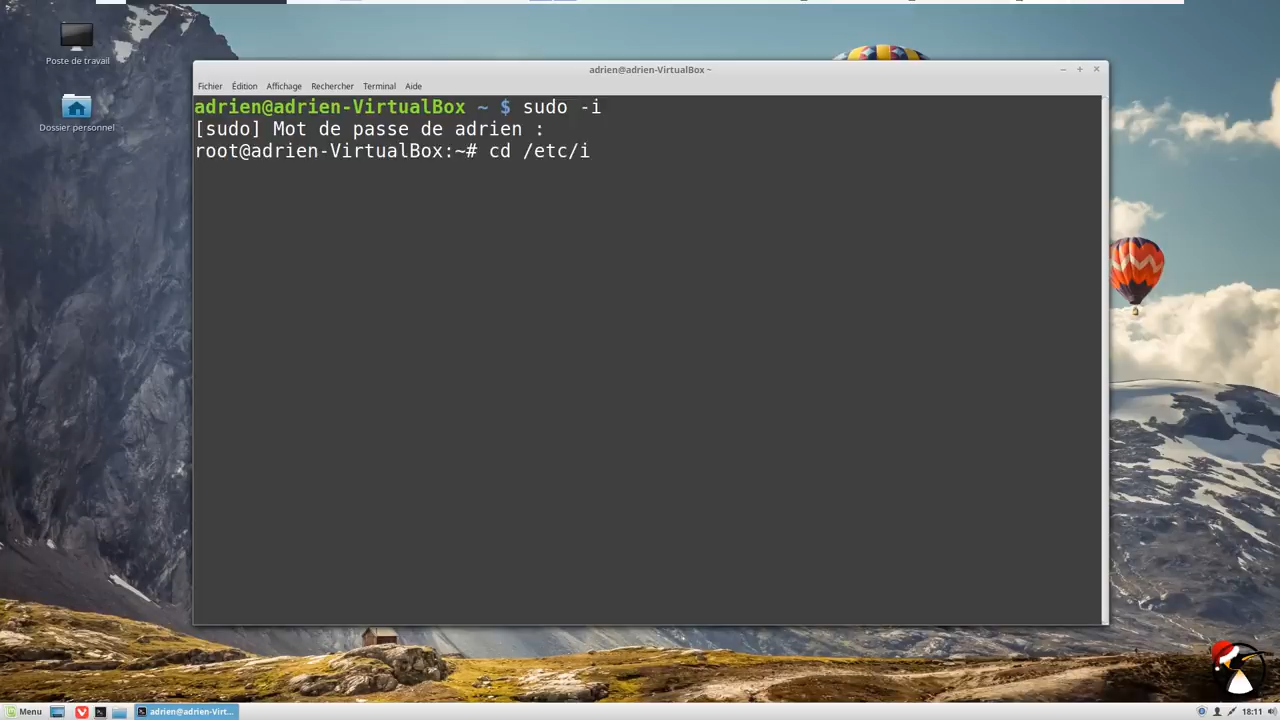 Poste de travail
Dossier personnel
adrien@adrien-VirtualBox ~
Fichier Édition Affichage Rechercher Terminal Aide
adrien@adrien-VirtualBox ~ $ sudo -i
[sudo] Mot de passe de adrien :
root@adrien-VirtualBox:~# cd /etc/i
Menu
adrien@adrien-Virt...
18:11